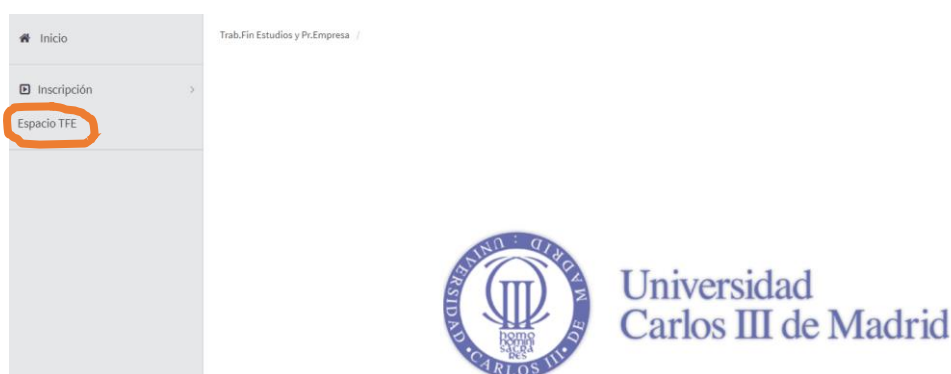 Inicio
Trab.Fin Estudios y Pr.Empresa /
Inscripción
Espacio TFE
UNIVERSIDAD • CARLOS III • DE MADRID :
homo
homini
sacra
res
Universidad
Carlos III de Madrid